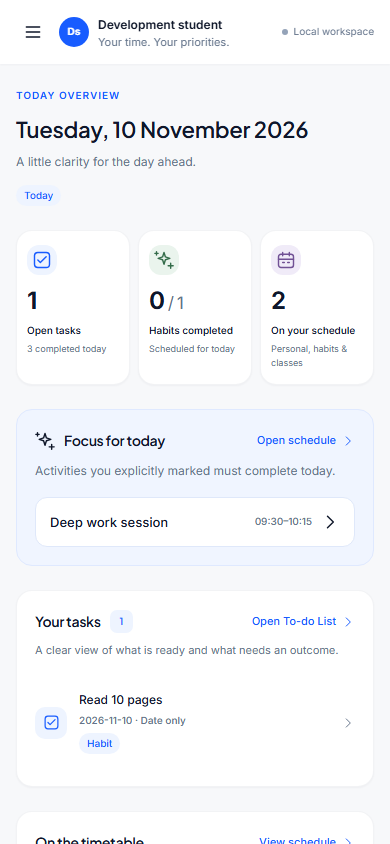 Ds
Development student
Your time. Your priorities.
Local workspace
TODAY OVERVIEW
Tuesday, 10 November 2026
A little clarity for the day ahead.
Today
1
Open tasks
3 completed today
0 / 1
Habits completed
Scheduled for today
2
On your schedule
Personal, habits &
classes
Focus for today
Open schedule
Activities you explicitly marked must complete today.
Deep work session
09:30–10:15
Your tasks
1
Open To-do List
A clear view of what is ready and what needs an outcome.
Read 10 pages
2026-11-10 · Date only
Habit
On the timetable
View schedule